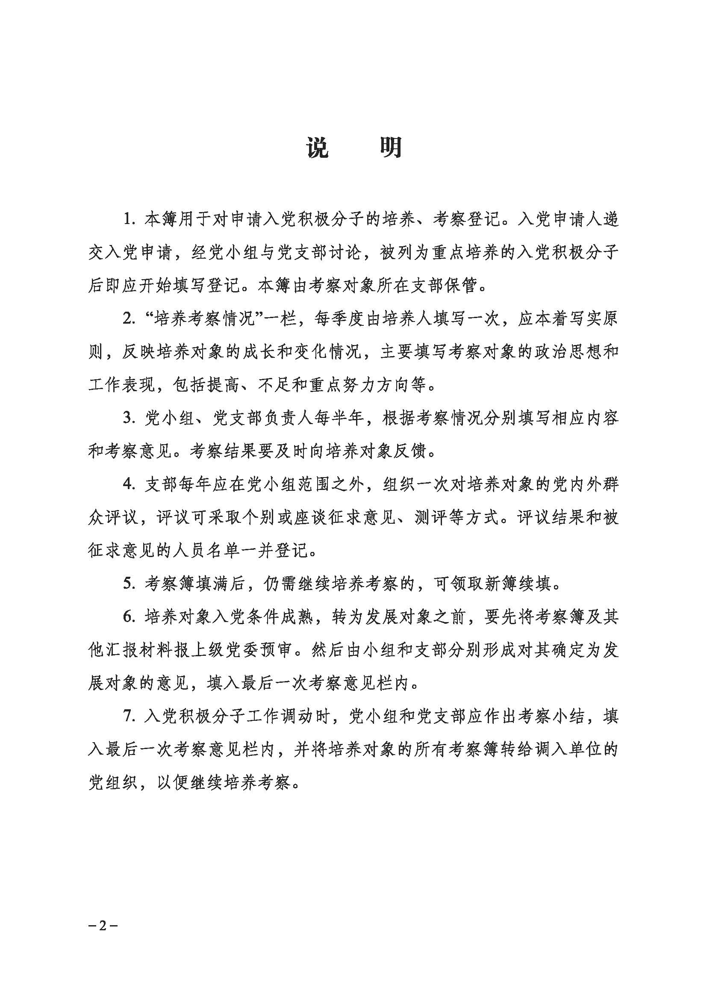 说 明
1. 本簿用于对申请入党积极分子的培养、考察登记。入党申请人递
交入党申请，经党小组与党支部讨论，被列为重点培养的入党积极分子
后即应开始填写登记。本簿由考察对象所在支部保管。
2. “培养考察情况”一栏，每季度由培养人填写一次，应本着写实原
则，反映培养对象的成长和变化情况，主要填写考察对象的政治思想和
工作表现，包括提高、不足和重点努力方向等。
3. 党小组、党支部负责人每半年，根据考察情况分别填写相应内容
和考察意见。考察结果要及时向培养对象反馈。
4. 支部每年应在党小组范围之外，组织一次对培养对象的党内外群
众评议，评议可采取个别或座谈征求意见、测评等方式。评议结果和被
征求意见的人员名单一并登记。
5. 考察簿填满后，仍需继续培养考察的，可领取新簿续填。
6. 培养对象入党条件成熟，转为发展对象之前，要先将考察簿及其
他汇报材料报上级党委预审。然后由小组和支部分别形成对其确定为发
展对象的意见，填入最后一次考察意见栏内。
7. 入党积极分子工作调动时，党小组和党支部应作出考察小结，填
入最后一次考察意见栏内，并将培养对象的所有考察簿转给调入单位的
党组织，以便继续培养考察。
－2－